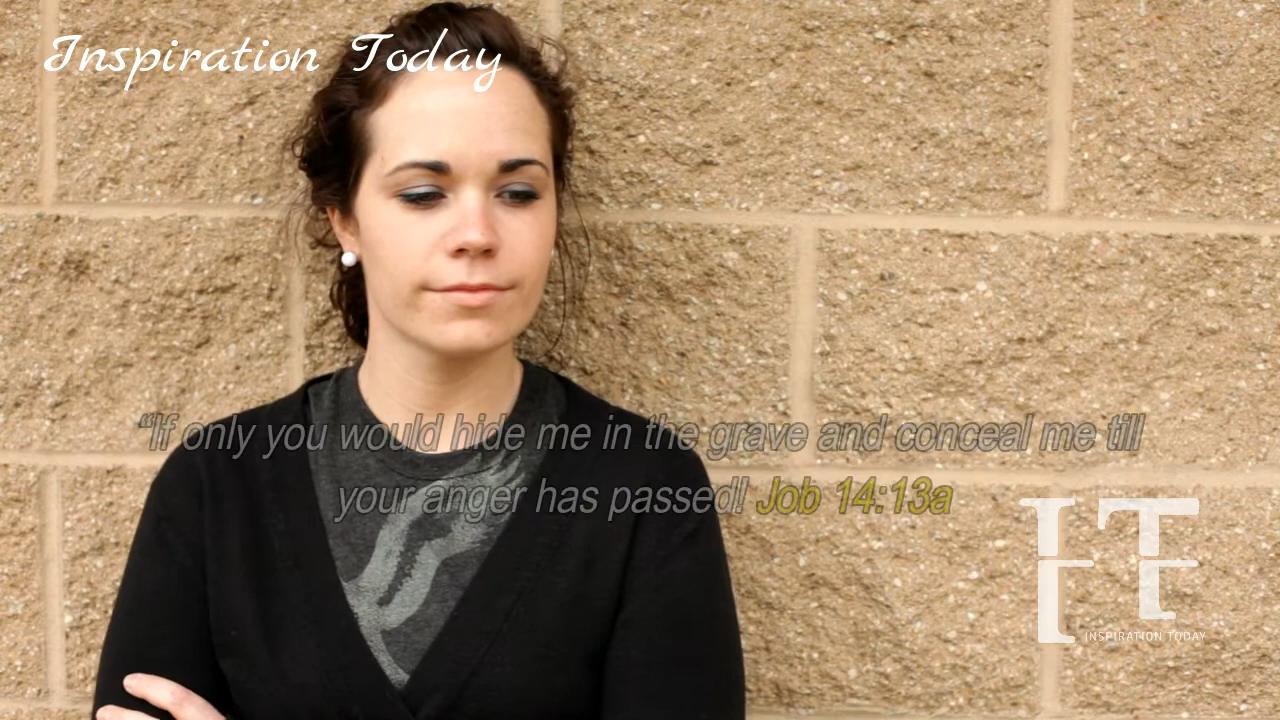 Inspiration Today
“If only you would hide me in the grave and conceal me till
your anger has passed! Job 14:13a
INSPIRATION TODAY